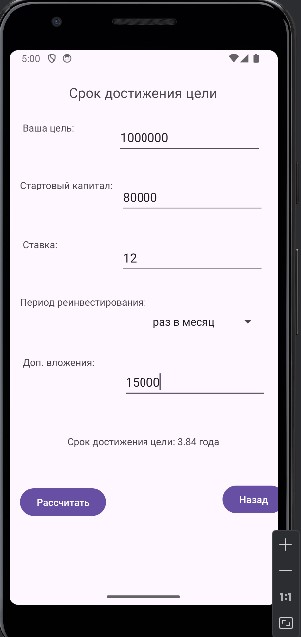 5:00
Срок достижения цели
Ваша цель:
1000000
Стартовый капитал:
80000
Ставка:
12
Период реинвестирования:
раз в месяц
Доп. вложения:
15000
Срок достижения цели: 3.84 года
Рассчитать
Назад
1:1